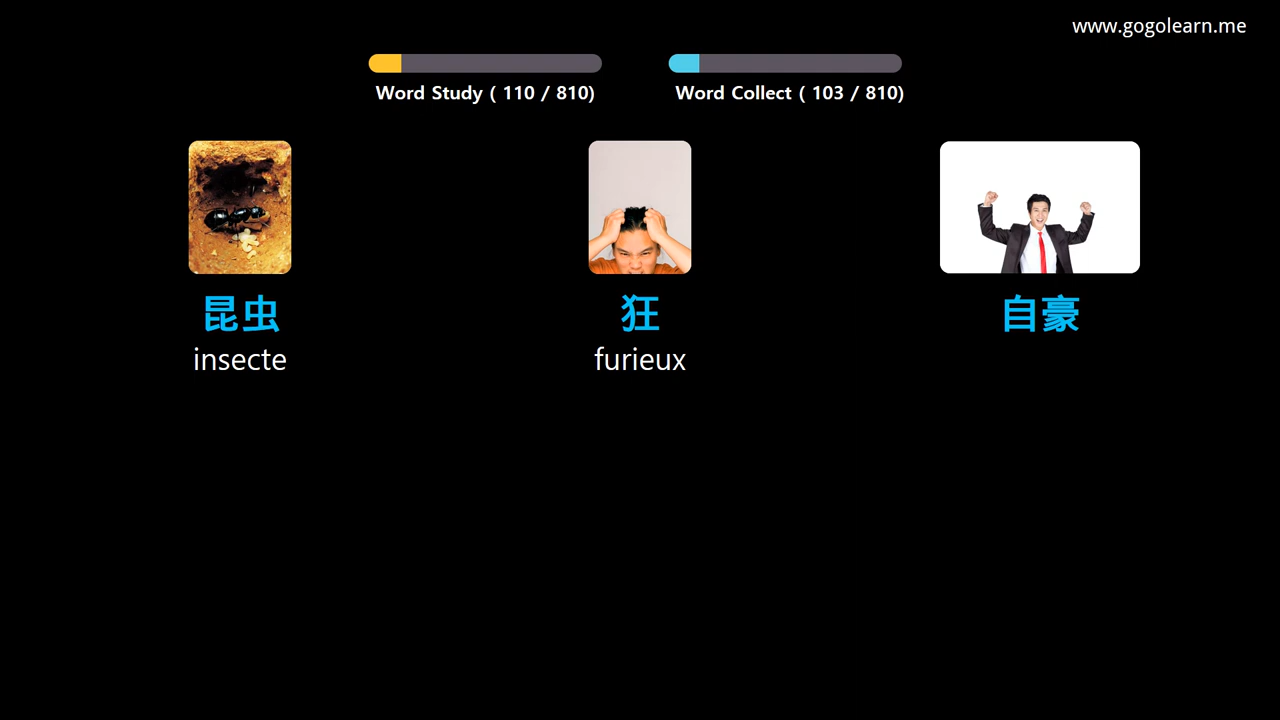 www.gogolearn.me
Word Study ( 110 / 810)
Word Collect ( 103 / 810)
昆虫
insecte
狂
furieux
自豪